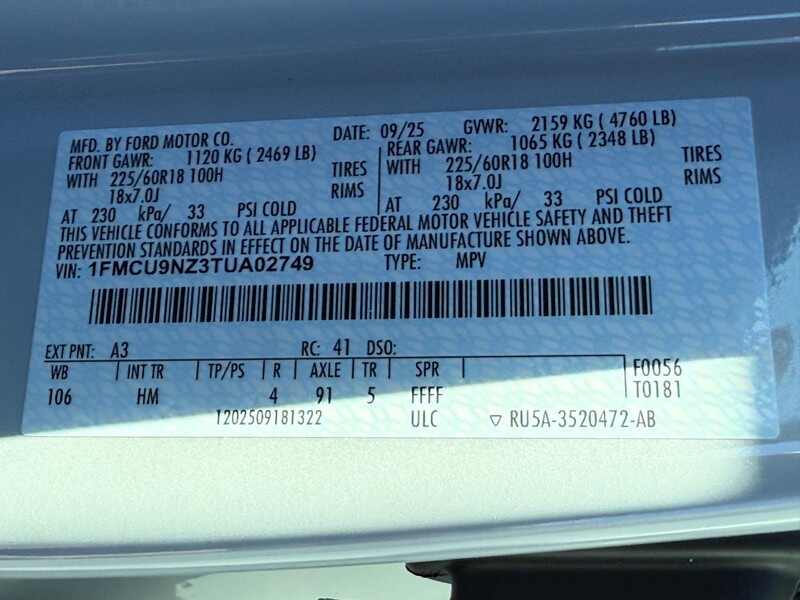 MFD. BY FORD MOTOR CO. DATE: 09/25 GVWR: 2159 KG ( 4760 LB)
FRONT GAWR: 1120 KG ( 2469 LB) REAR GAWR: 1065 KG ( 2348 LB)
WITH 225/60R18 100H TIRES WITH 225/60R18 100H TIRES
18x7.0J RIMS 18x7.0J RIMS
AT 230 kPa/ 33 PSI COLD AT 230 kPa/ 33 PSI COLD
THIS VEHICLE CONFORMS TO ALL APPLICABLE FEDERAL MOTOR VEHICLE SAFETY AND THEFT
PREVENTION STANDARDS IN EFFECT ON THE DATE OF MANUFACTURE SHOWN ABOVE.
VIN: 1FMCU9NZ3TUA02749 TYPE: MPV
EXT PNT: A3 RC: 41 DSO:
WB INT TR TP/PS R AXLE TR SPR F0056
106 HM 4 91 5 FFFF T0181
1202509181322 ULC ▽ RU5A-3520472-AB